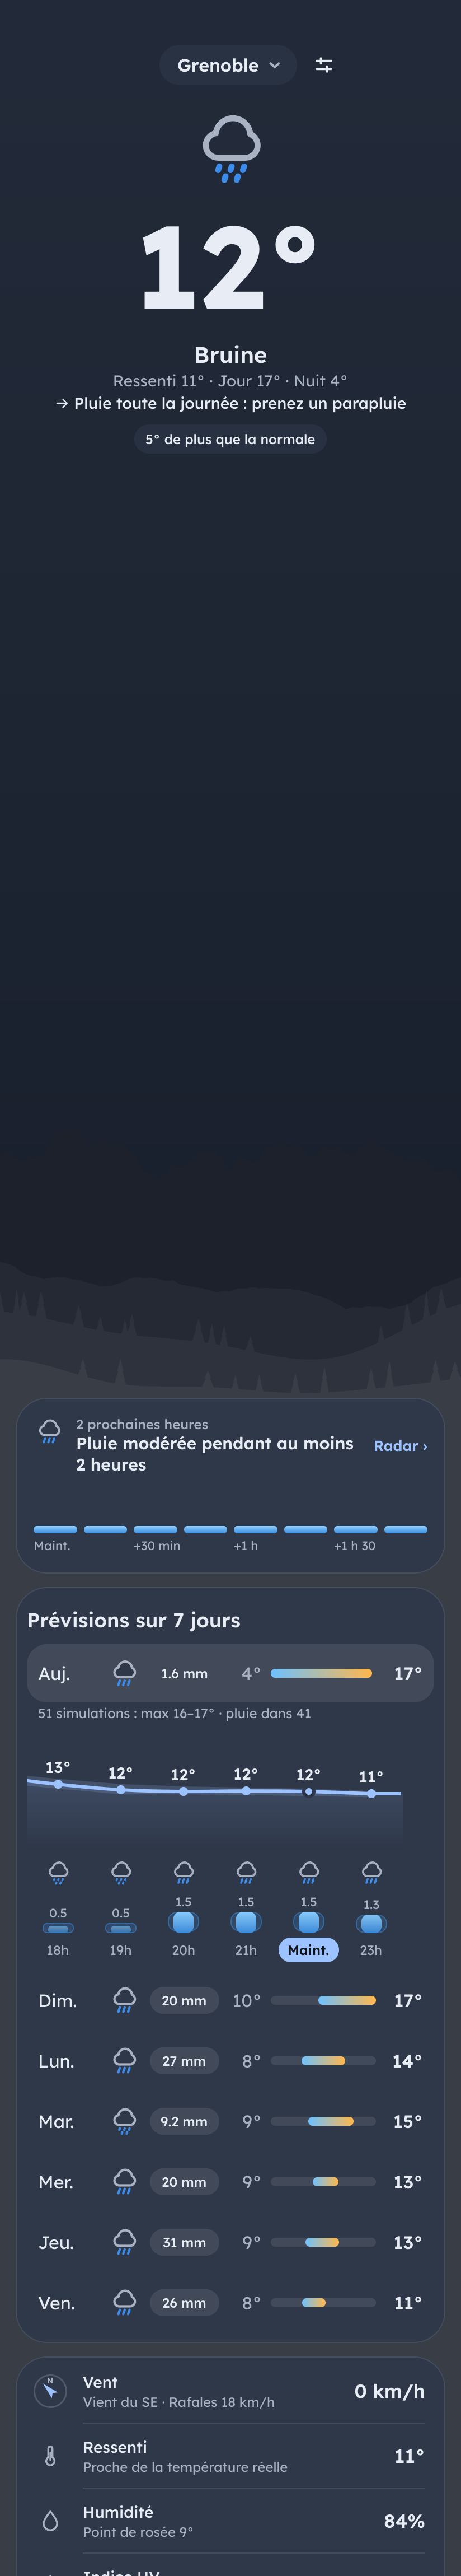 Grenoble
12°
Bruine
Ressenti 11° · Jour 17° · Nuit 4°
→ Pluie toute la journée : prenez un parapluie
5° de plus que la normale
2 prochaines heures
Pluie modérée pendant au moins
2 heures
Radar ›
Maint. +30 min +1 h +1 h 30
Prévisions sur 7 jours
Auj. 1.6 mm 4° 17°
51 simulations : max 16–17° · pluie dans 41
13° 12° 12° 12° 12° 11°
0.5 0.5 1.5 1.5 1.5 1.3
18h 19h 20h 21h Maint. 23h
Dim. 20 mm 10° 17°
Lun. 27 mm 8° 14°
Mar. 9.2 mm 9° 15°
Mer. 20 mm 9° 13°
Jeu. 31 mm 9° 13°
Ven. 26 mm 8° 11°
N
Vent
Vient du SE · Rafales 18 km/h
0 km/h
Ressenti
Proche de la température réelle
11°
Humidité
Point de rosée 9°
84%
Indice UV